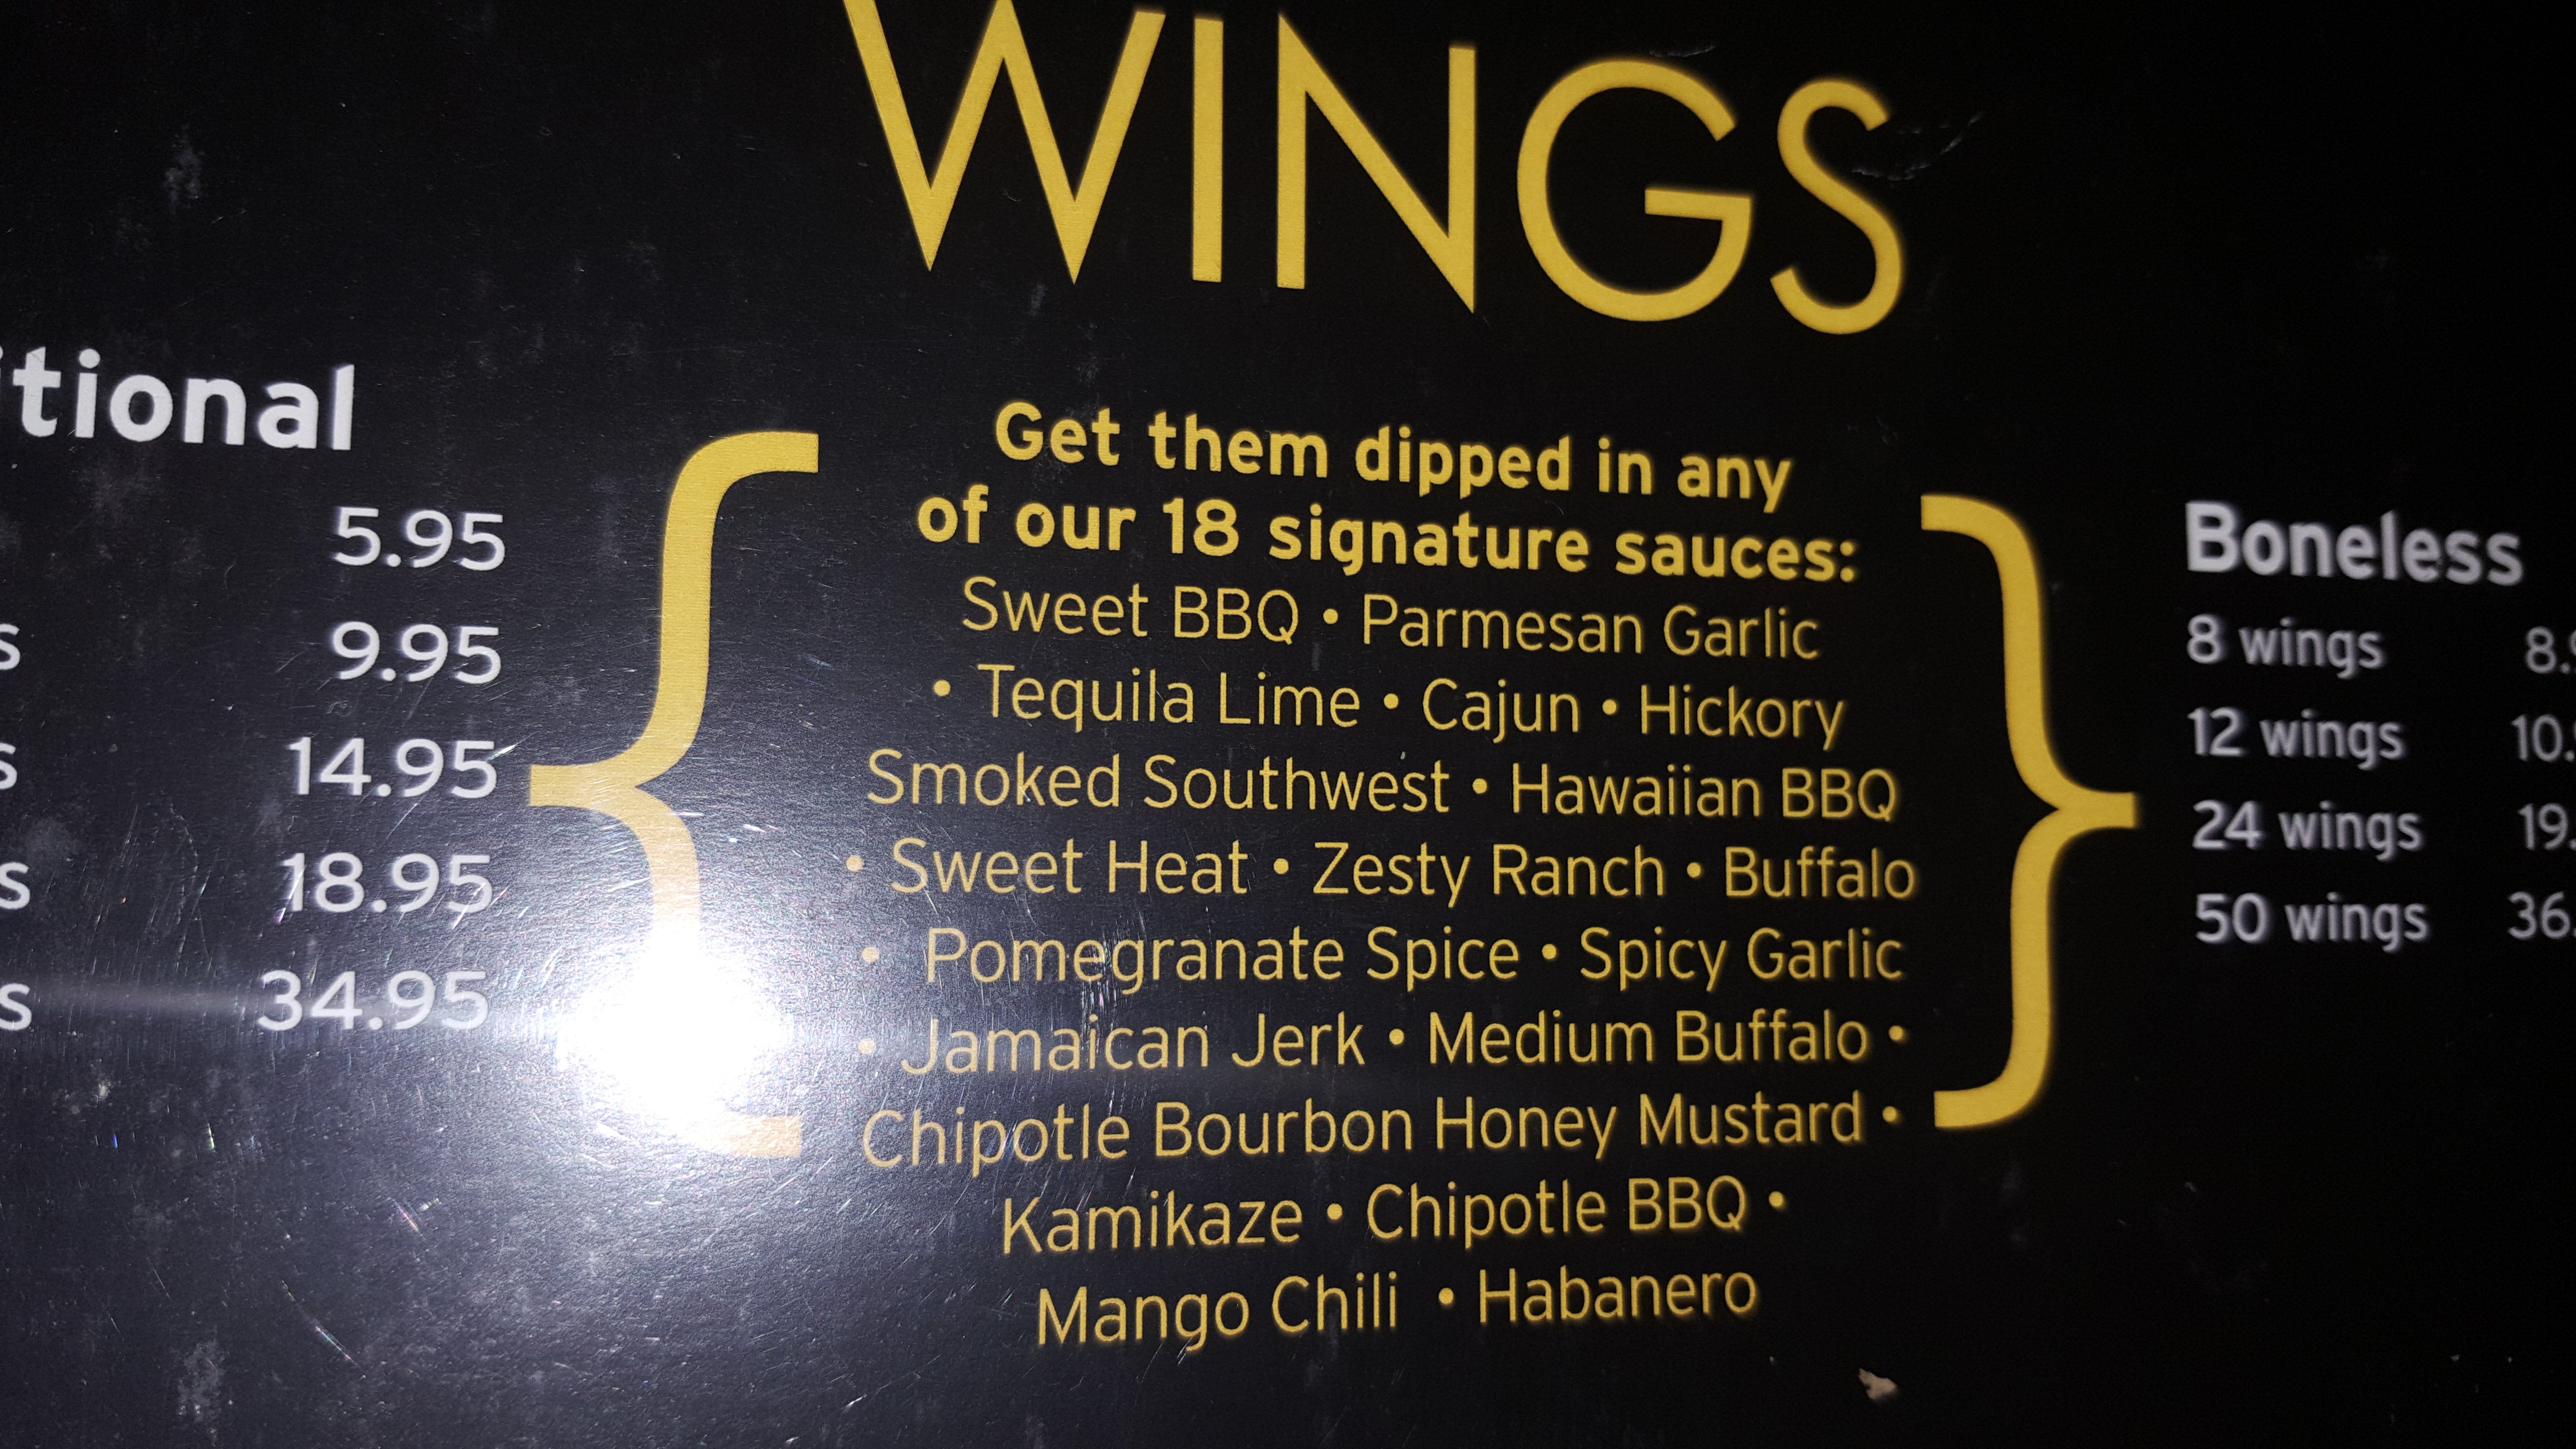 WINGS
5.95
9.95
14.95
18.95
34.95
Get them dipped in any
of our 18 signature sauces:
Sweet BBQ • Parmesan Garlic
• Tequila Lime • Cajun • Hickory
Smoked Southwest • Hawaiian BBQ
• Sweet Heat • Zesty Ranch • Buffalo
• Pomegranate Spice • Spicy Garlic
• Jamaican Jerk • Medium Buffalo •
Chipotle Bourbon Honey Mustard •
Kamikaze • Chipotle BBQ •
Mango Chili • Habanero
Boneless
8 wings
12 wings
24 wings
50 wings